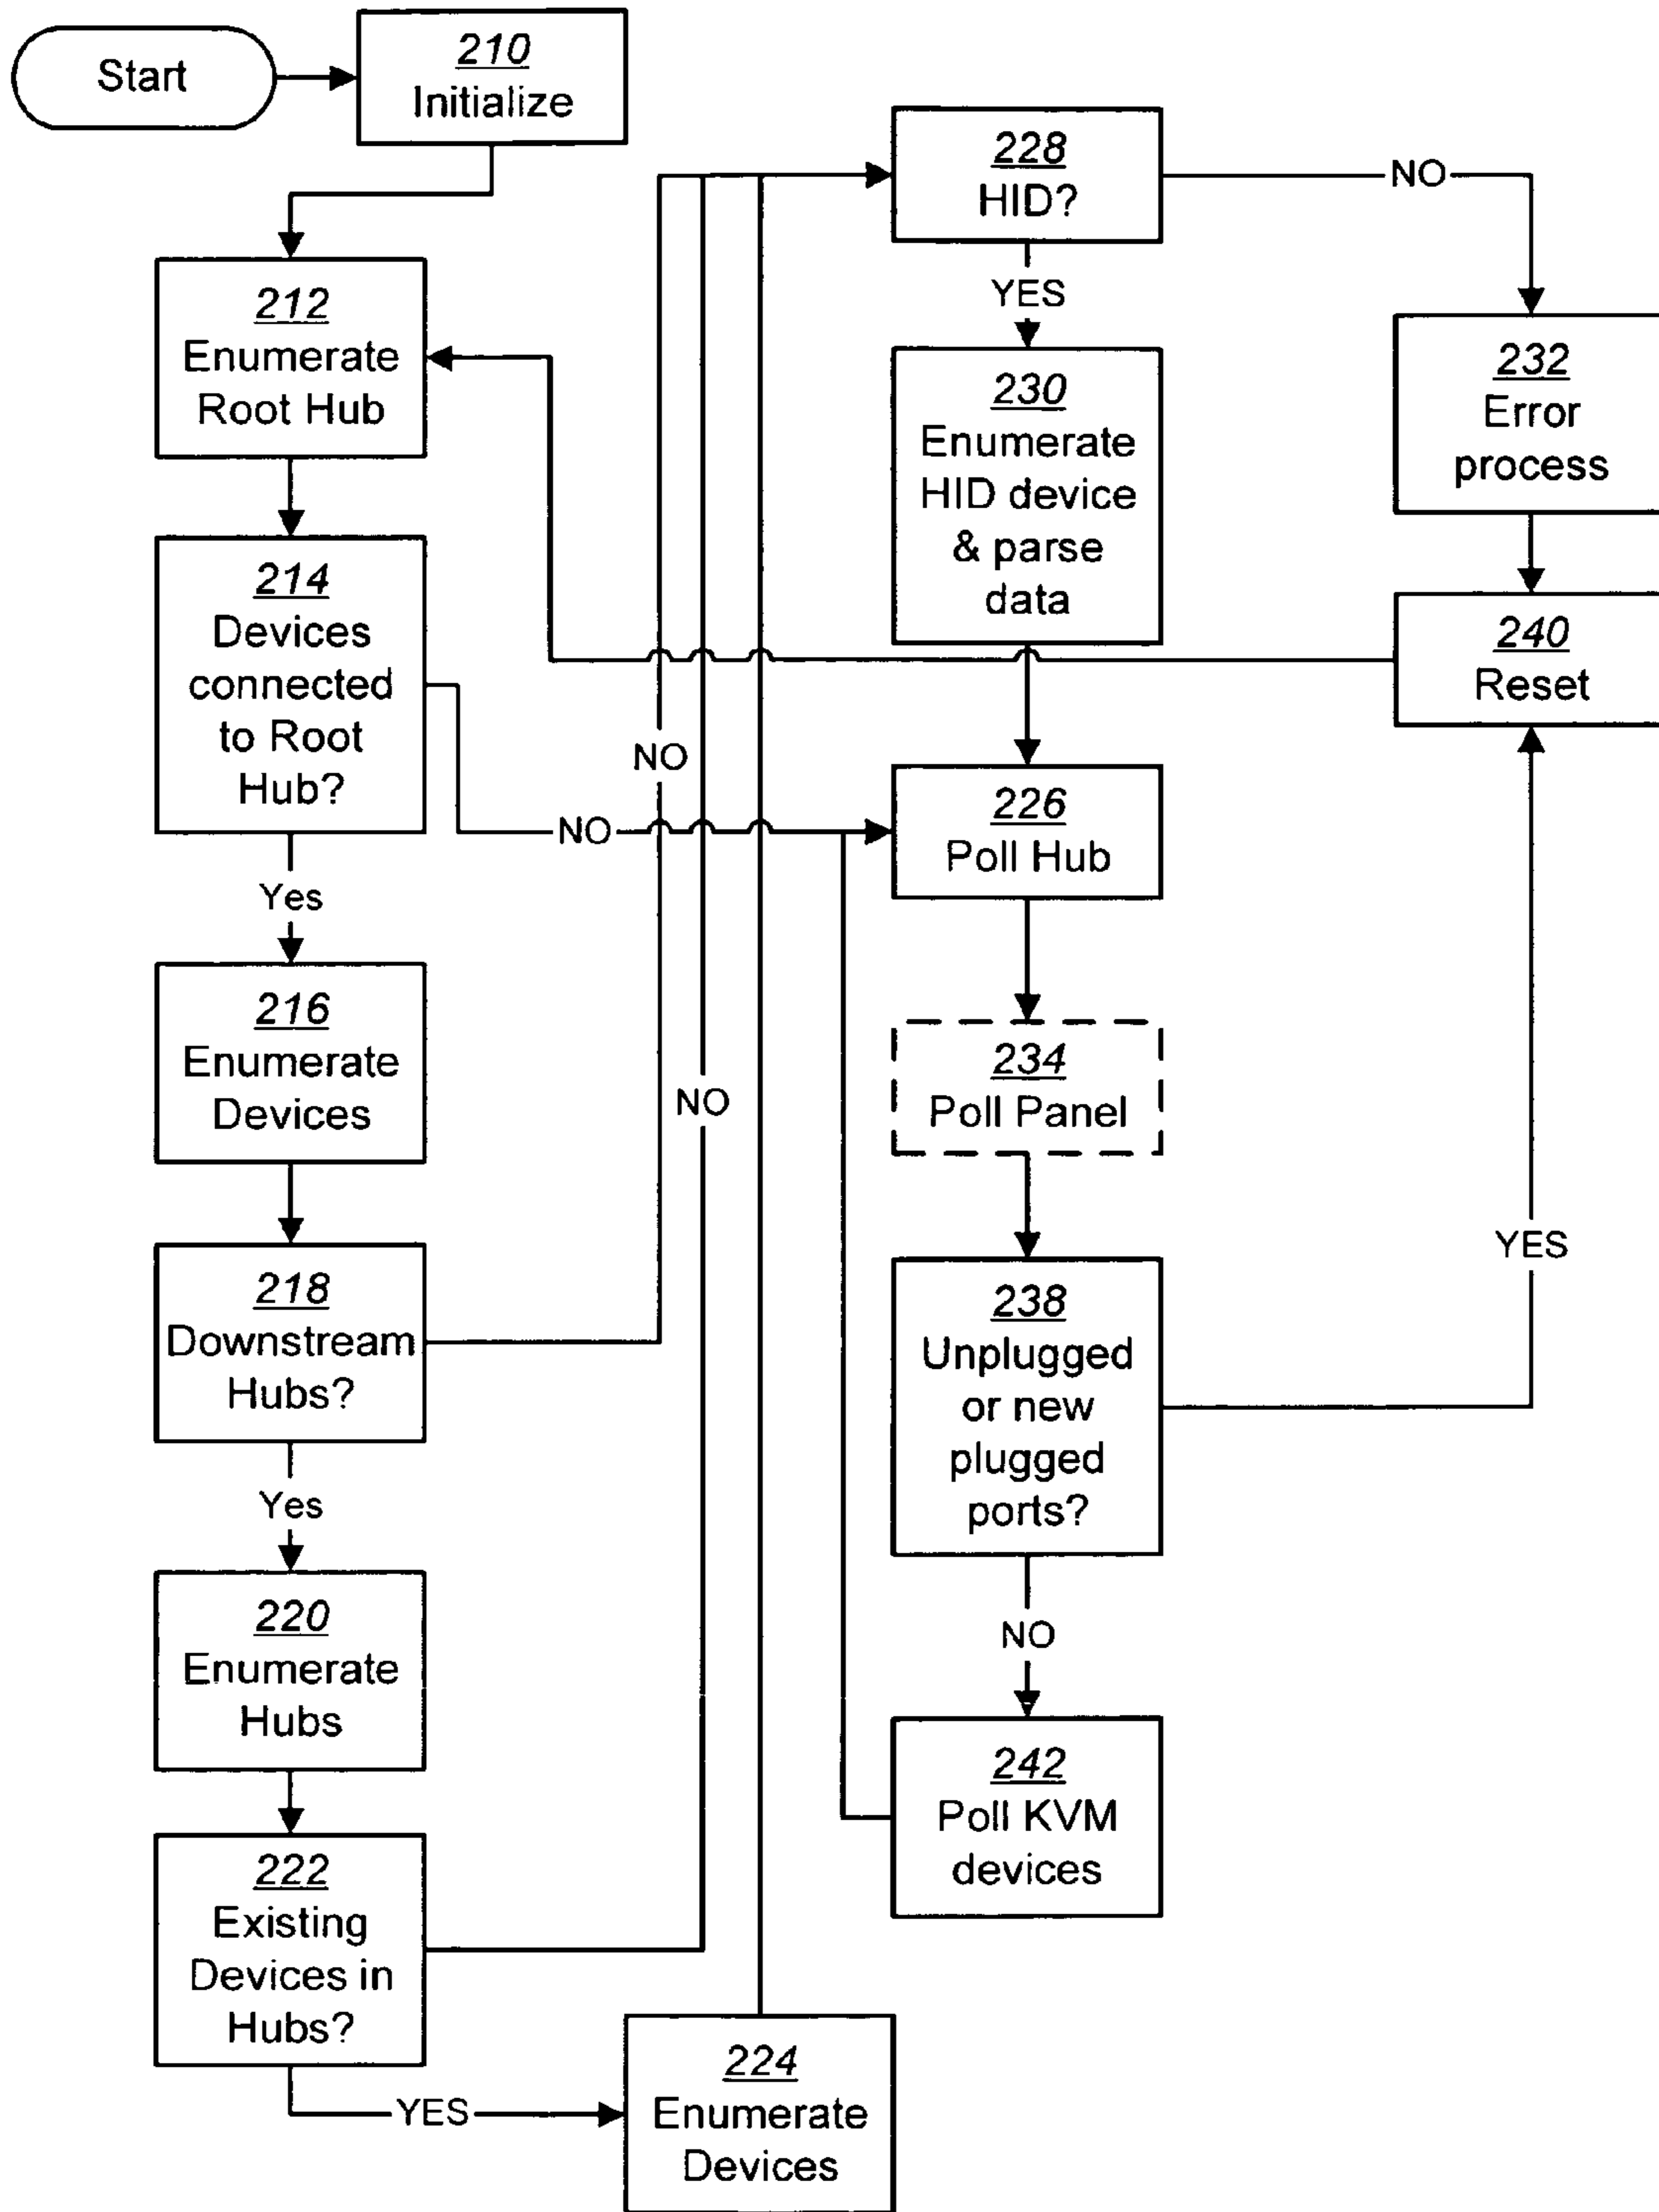 Start
210
Initialize
212
Enumerate
Root Hub
214
Devices
connected
to Root
Hub?
NO
Yes
216
Enumerate
Devices
218
Downstream
Hubs?
NO
Yes
220
Enumerate
Hubs
222
Existing
Devices in
Hubs?
NO
YES
224
Enumerate
Devices
228
HID?
NO
YES
230
Enumerate
HID device
& parse
data
232
Error
process
240
Reset
226
Poll Hub
234
Poll Panel
238
Unplugged
or new
plugged
ports?
YES
NO
242
Poll KVM
devices